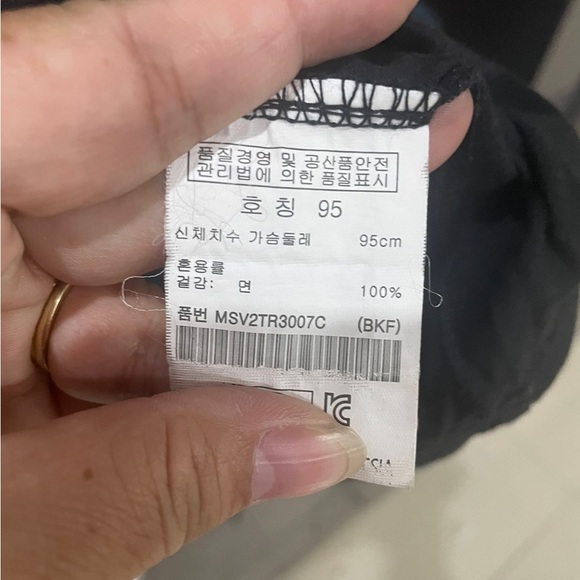 품질경영 및 공산품안전
관리법에 의한 품질표시
호 칭 95
신체치수 가슴둘레 95cm
혼용률
겉감: 면 100%
품번 MSV2TR3007C (BKF)